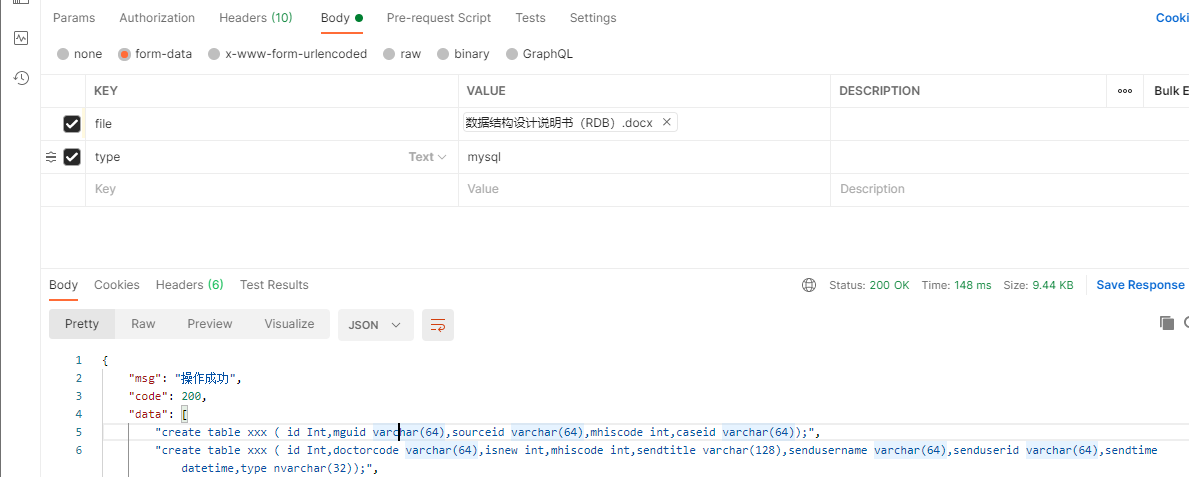 Params Authorization Headers (10) Body Pre-request Script Tests Settings Cooki
none form-data x-www-form-urlencoded raw binary GraphQL
KEY VALUE DESCRIPTION ooo Bulk E
file 数据结构设计说明书（RDB）.docx ×
type Text mysql
Key Value Description
Body Cookies Headers (6) Test Results Status: 200 OK Time: 148 ms Size: 9.44 KB Save Response
Pretty Raw Preview Visualize JSON
1 {
2 "msg": "操作成功",
3 "code": 200,
4 "data": [
5 "create table xxx ( id Int,mguid varchar(64),sourceid varchar(64),mhiscode int,caseid varchar(64));",
6 "create table xxx ( id Int,doctorcode varchar(64),isnew int,mhiscode int,sendtitle varchar(128),sendusername varchar(64),senduserid varchar(64),sendtime
datetime,type nvarchar(32));",